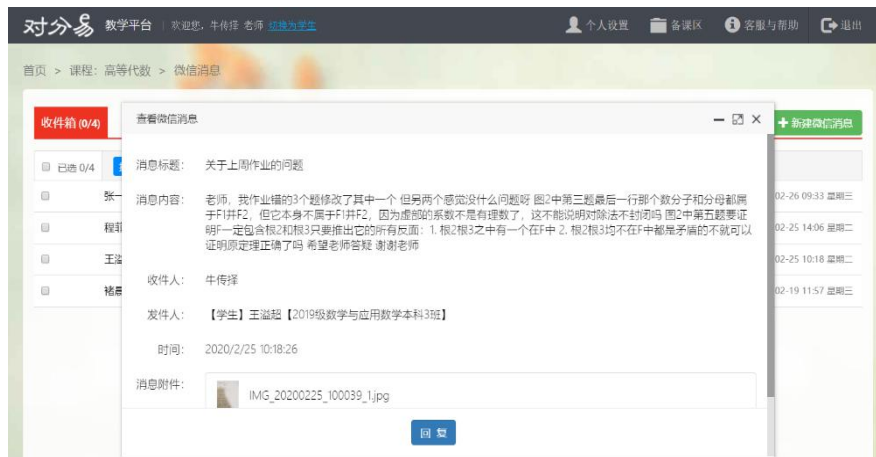 对分易 教学平台 | 欢迎您，牛传择 老师 切换为学生 个人设置 备课区 客服与帮助 退出
首页 > 课程：高等代数 > 微信消息
收件箱 (0/4) 查看微信消息 新建微信消息
已选 0/4 消息标题： 关于上周作业的问题
张一 消息内容： 老师，我作业错的3个题修改了其中一个 但另两个感觉没什么问题呀 图2中第三题最后一行那个数分子和分母都属 02-26 09:33 星期三
于F1并F2，但它本身不属于F1并F2，因为虚部的系数不是有理数了，这不能说明对除法不封闭吗 图2中第五题要证
程 明F一定包含根2和根3只要推出它的所有反面：1. 根2根3之中有一个在F中 2. 根2根3均不在F中都是矛盾的不就可以 02-25 14:06 星期二
证明原定理正确了吗 希望老师答疑 谢谢老师
王溢 02-25 10:18 星期二
收件人： 牛传择
褚 02-19 11:57 星期三
发件人： 【学生】王溢超【2019级数学与应用数学本科3班】
时间： 2020/2/25 10:18:26
消息附件：
IMG_20200225_100039_1.jpg
回 复